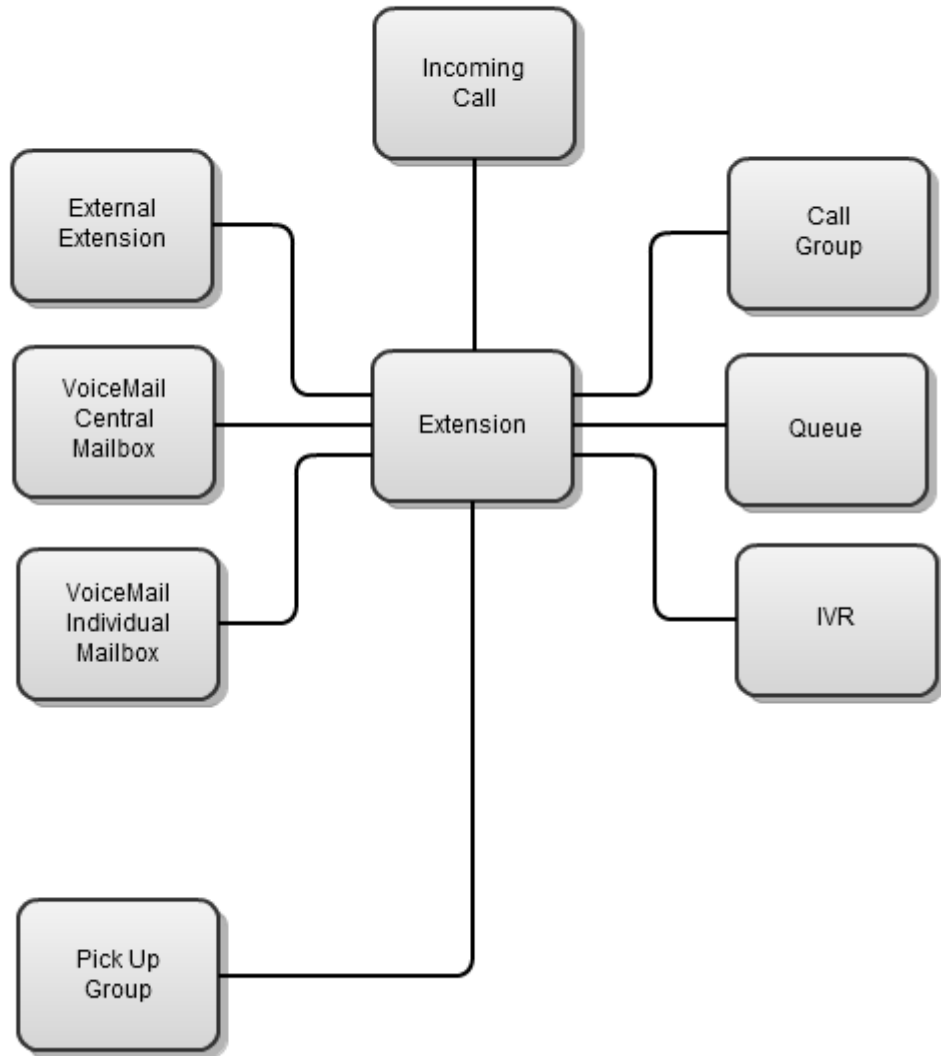 Incoming
Call
External
Extension
Call
Group
VoiceMail
Central
Mailbox
Extension
Queue
VoiceMail
Individual
Mailbox
IVR
Pick Up
Group